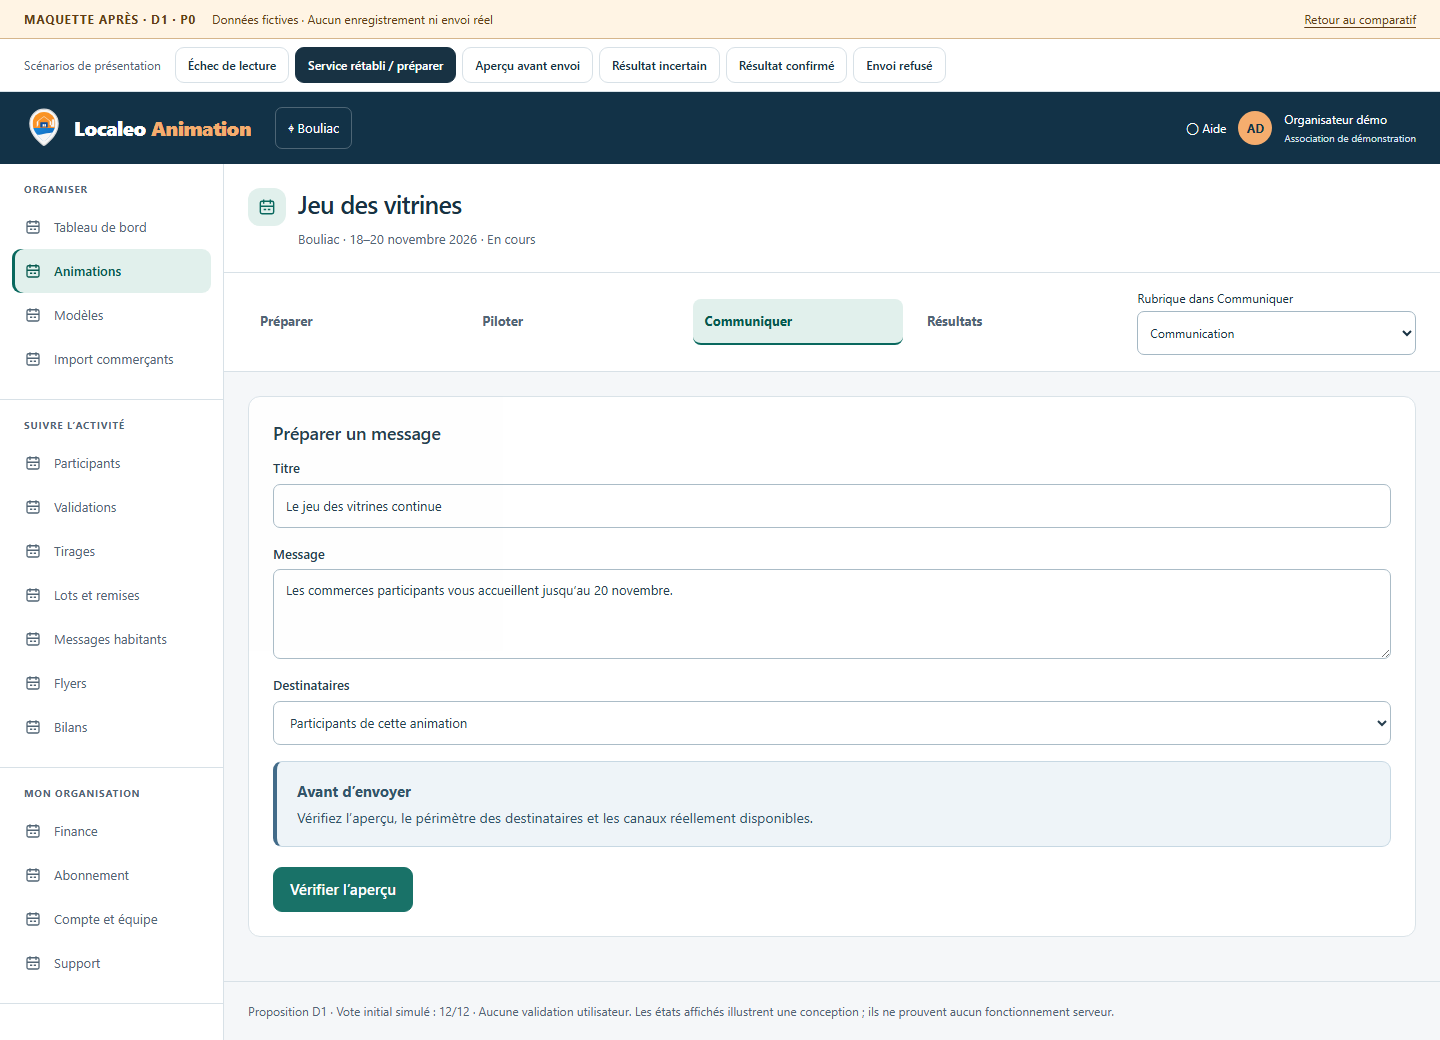 MAQUETTE APRÈS · D1 · P0 Données fictives · Aucun enregistrement ni envoi réel Retour au comparatif
Scénarios de présentation Échec de lecture Service rétabli / préparer Aperçu avant envoi Résultat incertain Résultat confirmé Envoi refusé
Localeo Animation Bouliac Aide AD Organisateur démo
Association de démonstration
ORGANISER
Tableau de bord
Animations
Modèles
Import commerçants
SUIVRE L’ACTIVITÉ
Participants
Validations
Tirages
Lots et remises
Messages habitants
Flyers
Bilans
MON ORGANISATION
Finance
Abonnement
Compte et équipe
Support
Jeu des vitrines
Bouliac · 18–20 novembre 2026 · En cours
Préparer Piloter Communiquer Résultats
Rubrique dans Communiquer
Communication
Préparer un message
Titre
Le jeu des vitrines continue
Message
Les commerces participants vous accueillent jusqu’au 20 novembre.
Destinataires
Participants de cette animation
Avant d’envoyer
Vérifiez l’aperçu, le périmètre des destinataires et les canaux réellement disponibles.
Vérifier l’aperçu
Proposition D1 · Vote initial simulé : 12/12 · Aucune validation utilisateur. Les états affichés illustrent une conception ; ils ne prouvent aucun fonctionnement serveur.